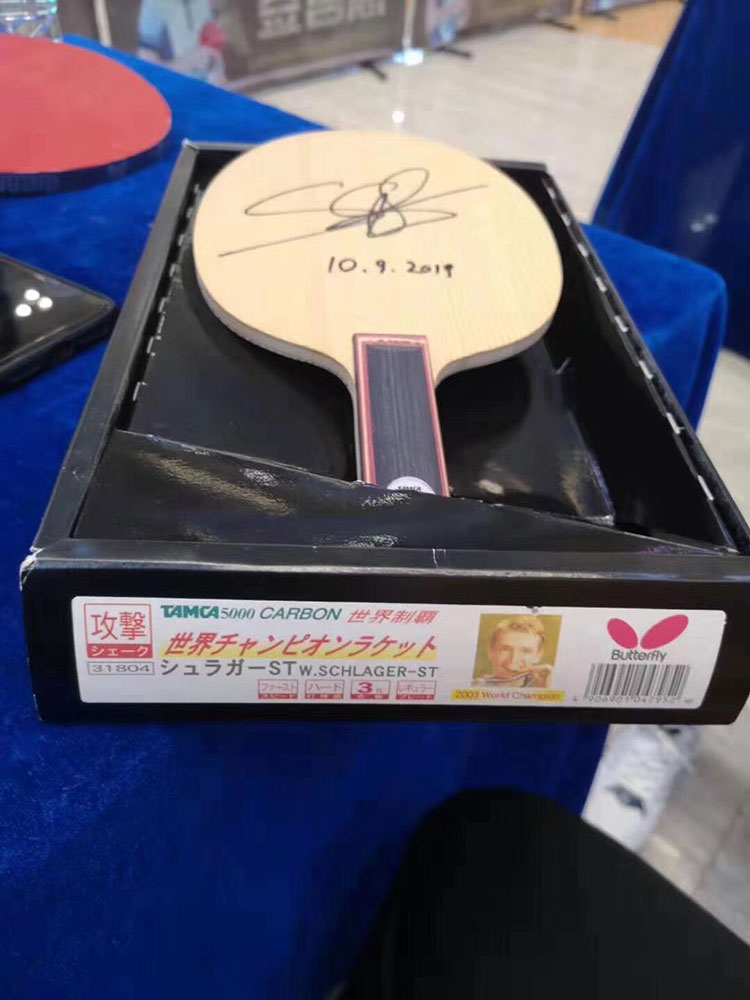 10.9.2019
TAMCA
攻撃
シェーク
31804
TAMCA5000 CARBON 世界制覇
世界チャンピオンラケット
シュラガーST W.SCHLAGER-ST
ファースト
ハード
3
レギュラー
2003 World Champion
Butterfly